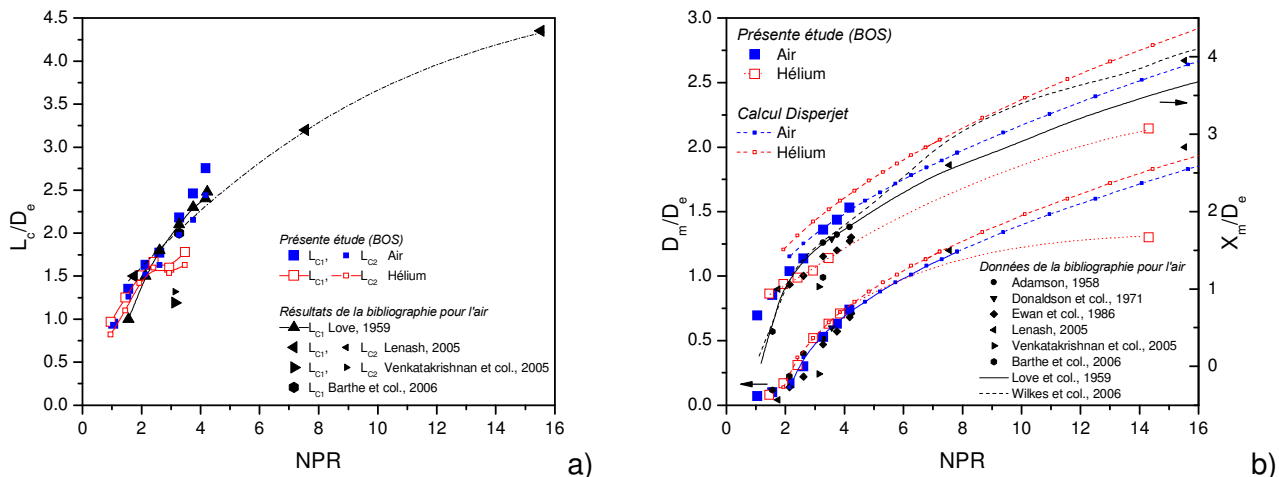 4.5
4.0
3.5
3.0
2.5
2.0
1.5
1.0
0.5
0.0
0 2 4 6 8 10 12 14 16
L_c/D_e
NPR
a)
Présente étude (BOS)
L_C1, L_C2 Air
L_C1, L_C2 Hélium
Résultats de la bibliographie pour l'air
L_C1 Love, 1959
L_C1, L_C2 Lenash, 2005
L_C1, L_C2 Venkatakrishnan et col., 2005
L_C1 Barthe et col., 2006
3.0
2.5
2.0
1.5
1.0
0.5
0.0
0 2 4 6 8 10 12 14 16
D_m/D_e
NPR
4
3
2
1
0
X_m/D_e
b)
Présente étude (BOS)
Air
Hélium
Calcul Disperjet
Air
Hélium
Données de la bibliographie pour l'air
Adamson, 1958
Donaldson et col., 1971
Ewan et col., 1986
Lenash, 2005
Venkatakrishnan et col., 2005
Barthe et col., 2006
Love et col., 1959
Wilkes et col., 2006